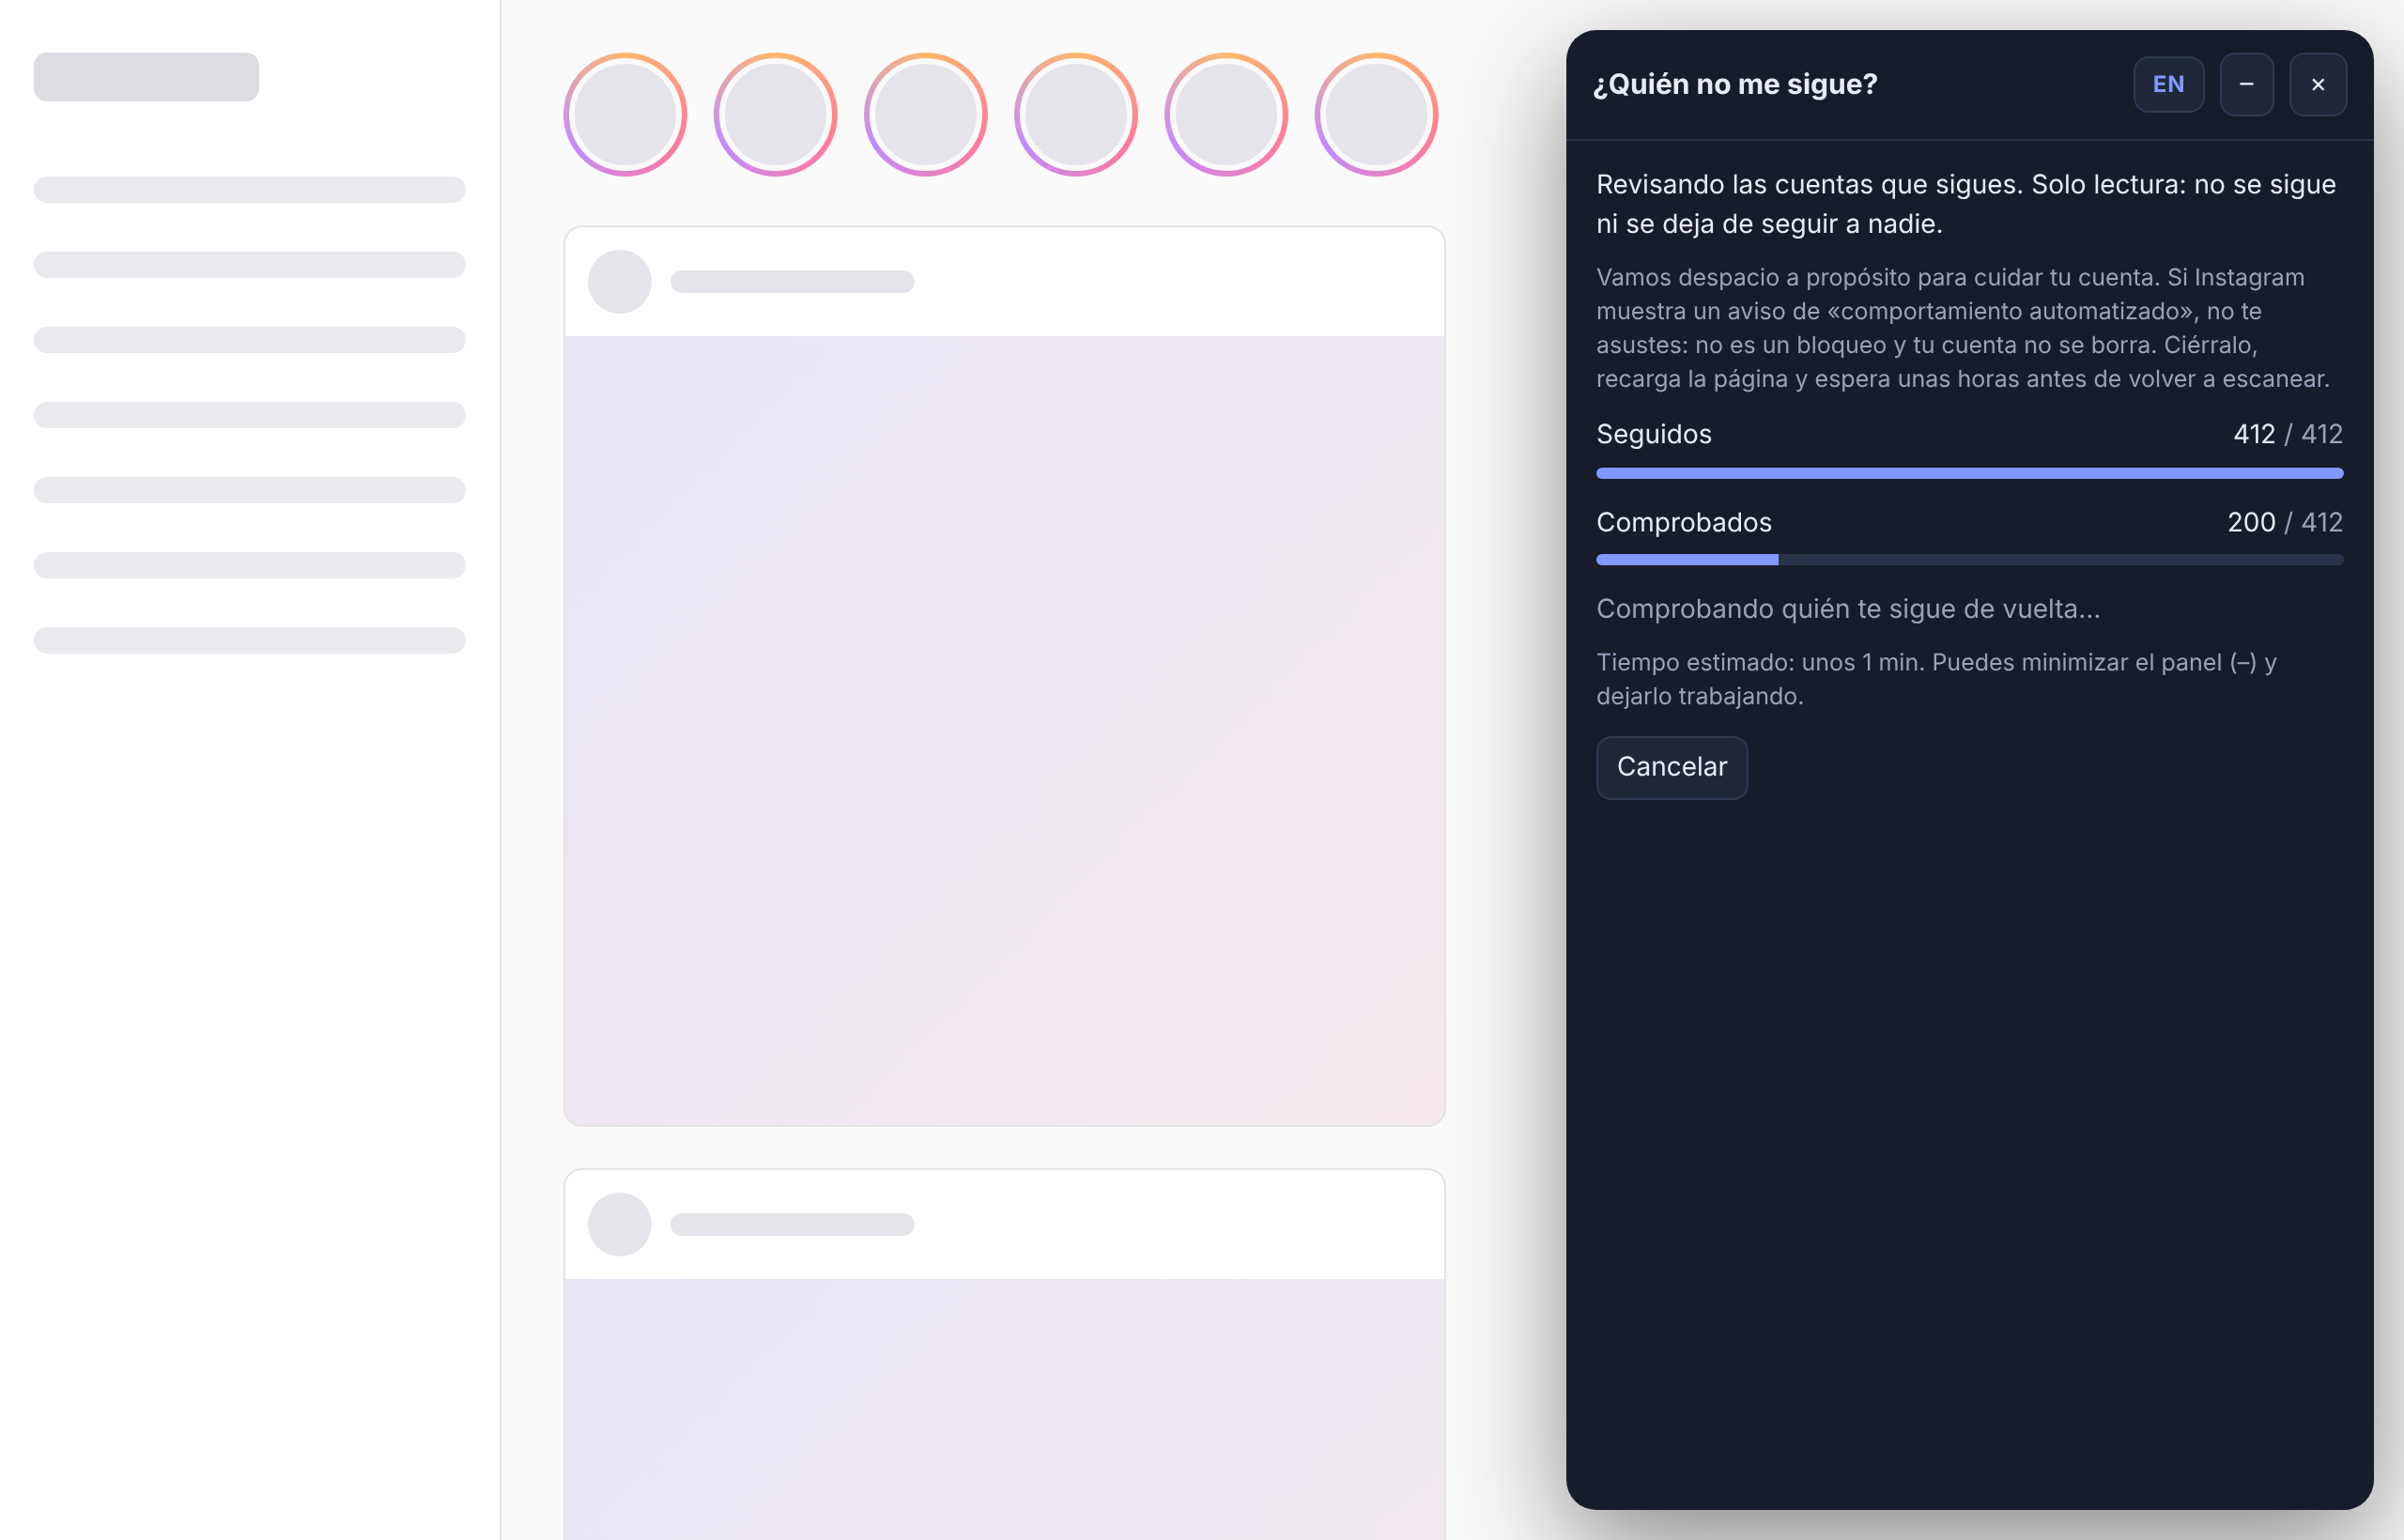 ¿Quién no me sigue?
EN
–
×
Revisando las cuentas que sigues. Solo lectura: no se sigue
ni se deja de seguir a nadie.
Vamos despacio a propósito para cuidar tu cuenta. Si Instagram
muestra un aviso de «comportamiento automatizado», no te
asustes: no es un bloqueo y tu cuenta no se borra. Ciérralo,
recarga la página y espera unas horas antes de volver a escanear.
Seguidos 412 / 412
Comprobados 200 / 412
Comprobando quién te sigue de vuelta...
Tiempo estimado: unos 1 min. Puedes minimizar el panel (–) y
dejarlo trabajando.
Cancelar